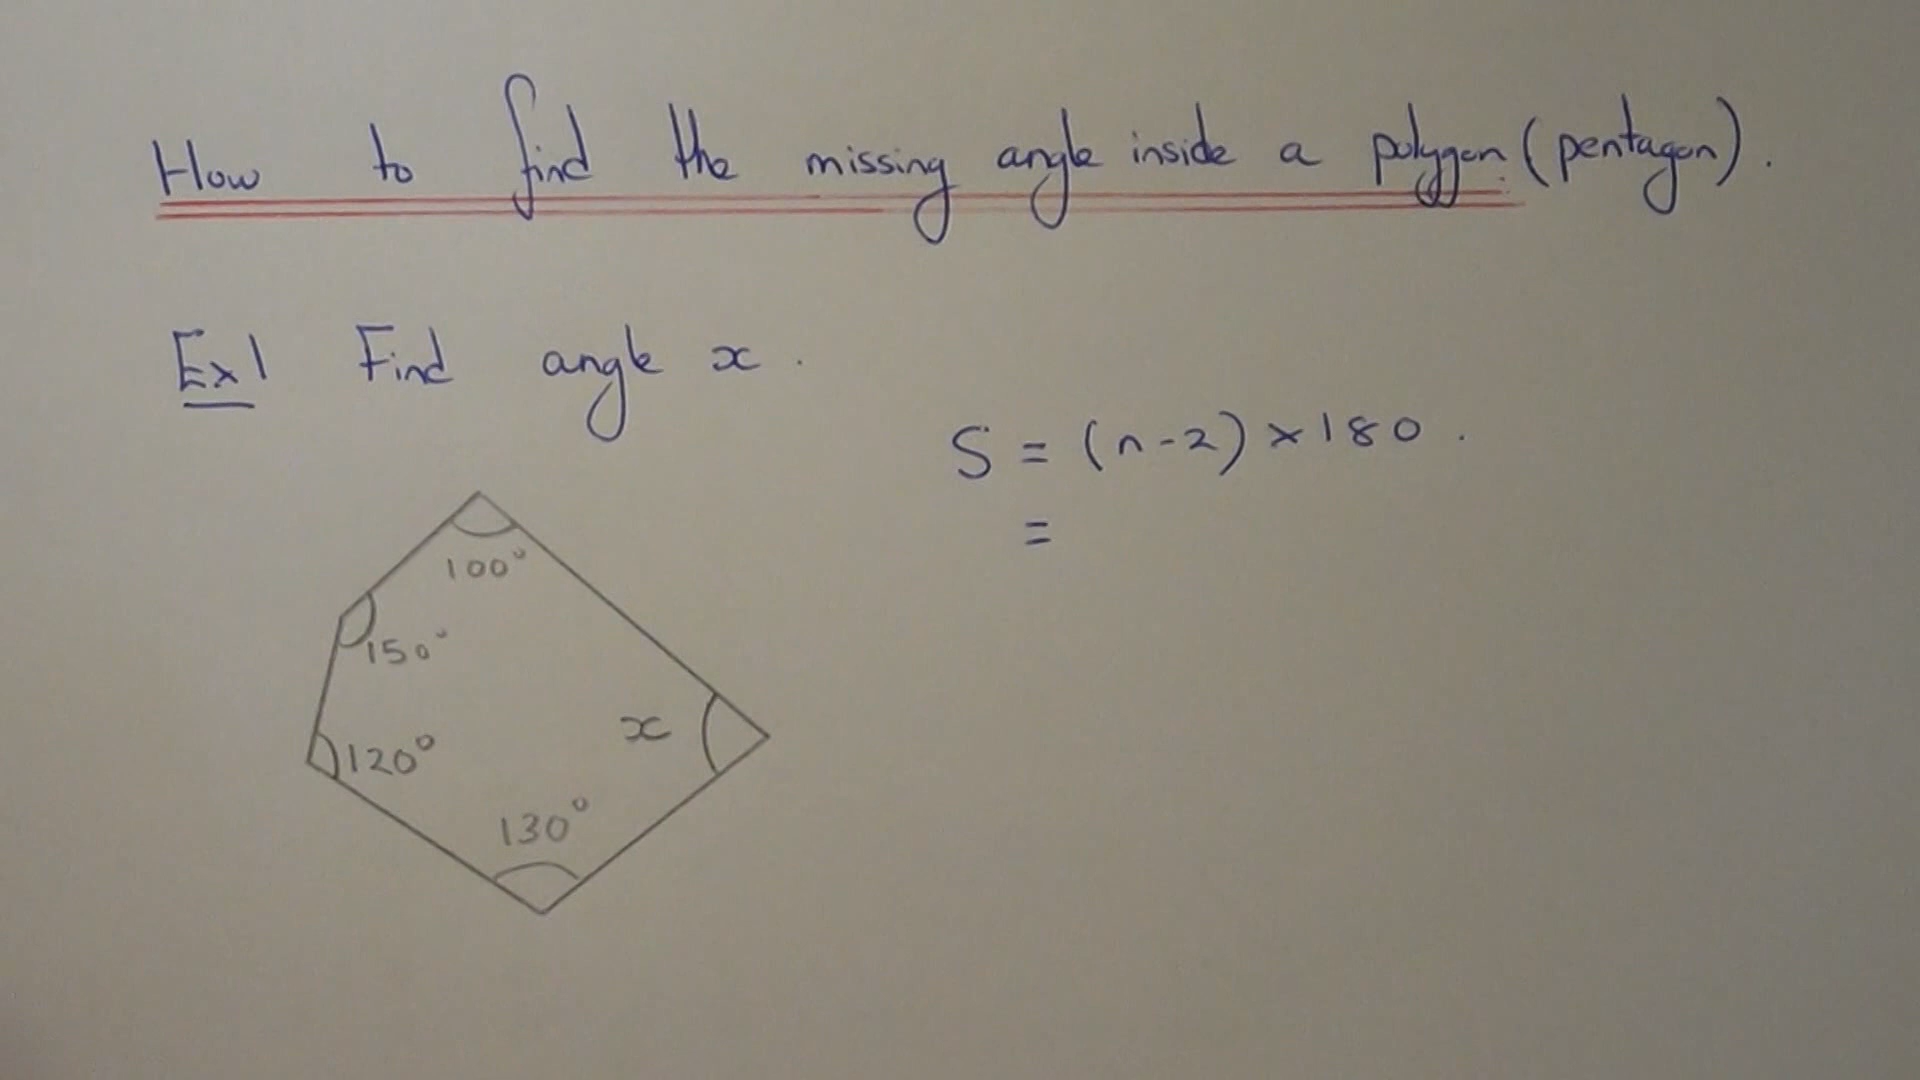 How to find the missing angle inside a polygon (pentagon).
Ex1 Find angle x.
S = (n-2) × 180.
=
100°
150°
x
120°
130°